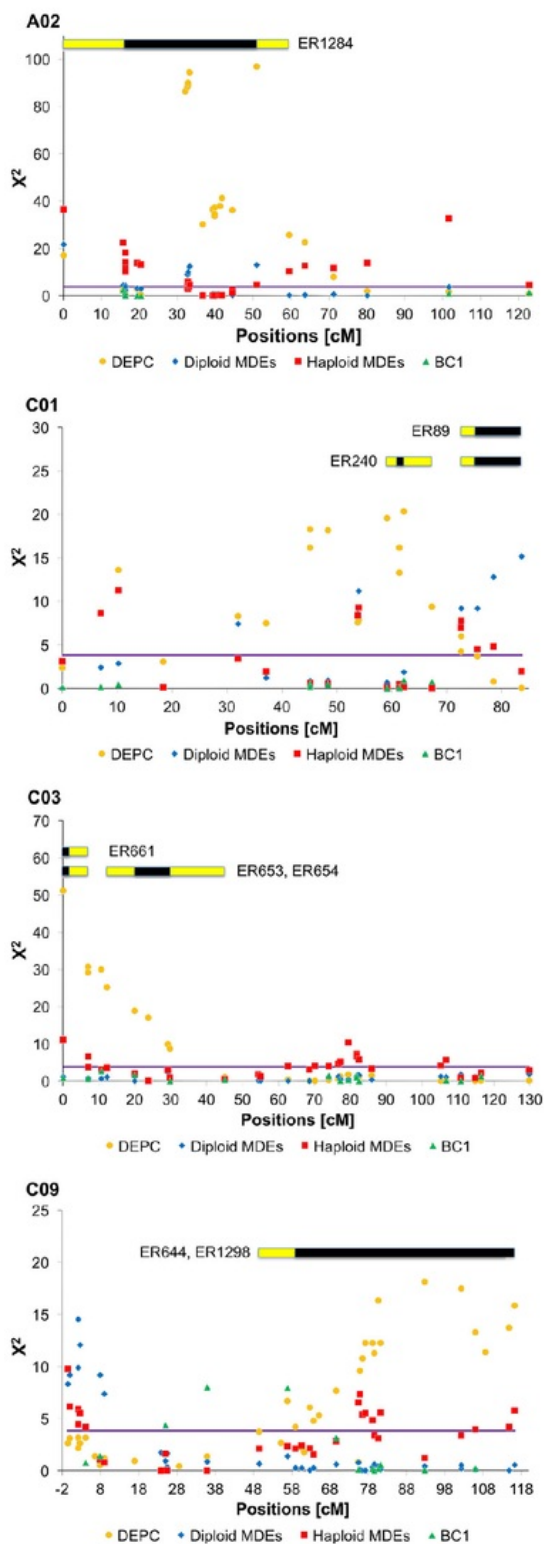 A02
ER1284
100
80
60
40
20
0
X²
0 10 20 30 40 50 60 70 80 90 100 110 120
Positions [cM]
DEPC Diploid MDEs Haploid MDEs BC1
C01
30
25
20
15
10
5
0
X²
ER89
ER240
0 10 20 30 40 50 60 70 80
Positions [cM]
DEPC Diploid MDEs Haploid MDEs BC1
C03
70
60
50
40
30
20
10
0
X²
ER661
ER653, ER654
0 10 20 30 40 50 60 70 80 90 100 110 120 130
Positions [cM]
DEPC Diploid MDEs Haploid MDEs BC1
C09
25
20
15
10
5
0
X²
ER644, ER1298
-2 8 18 28 38 48 58 68 78 88 98 108 118
Positions [cM]
DEPC Diploid MDEs Haploid MDEs BC1